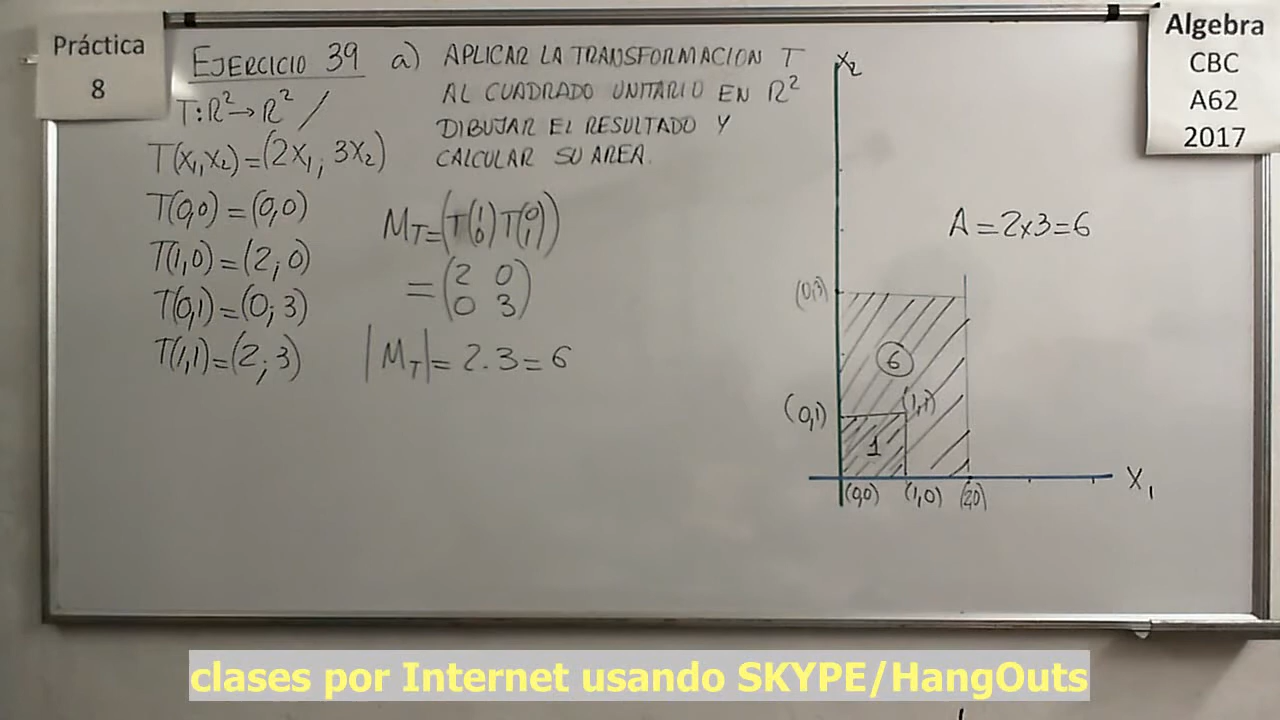 Práctica
8
EJERCICIO 39 a) APLICAR LA TRANSFORMACION T
AL CUADRADO UNITARIO EN R²
DIBUJAR EL RESULTADO Y
CALCULAR SU AREA.
T:R²→R² /
T(x₁,x₂)=(2x₁; 3x₂)
T(0,0)=(0,0)
T(1,0)=(2;0)
T(0,1)=(0;3)
T(1,1)=(2;3)
M_T=(T(1 0) T(0 1))
=(2 0
0 3)
|M_T|=2.3=6
X₂
A=2x3=6
(0,3)
6
(0,1)
(1,1)
1
(0,0) (1,0) (2,0)
X₁
Algebra
CBC
A62
2017
clases por Internet usando SKYPE/HangOuts